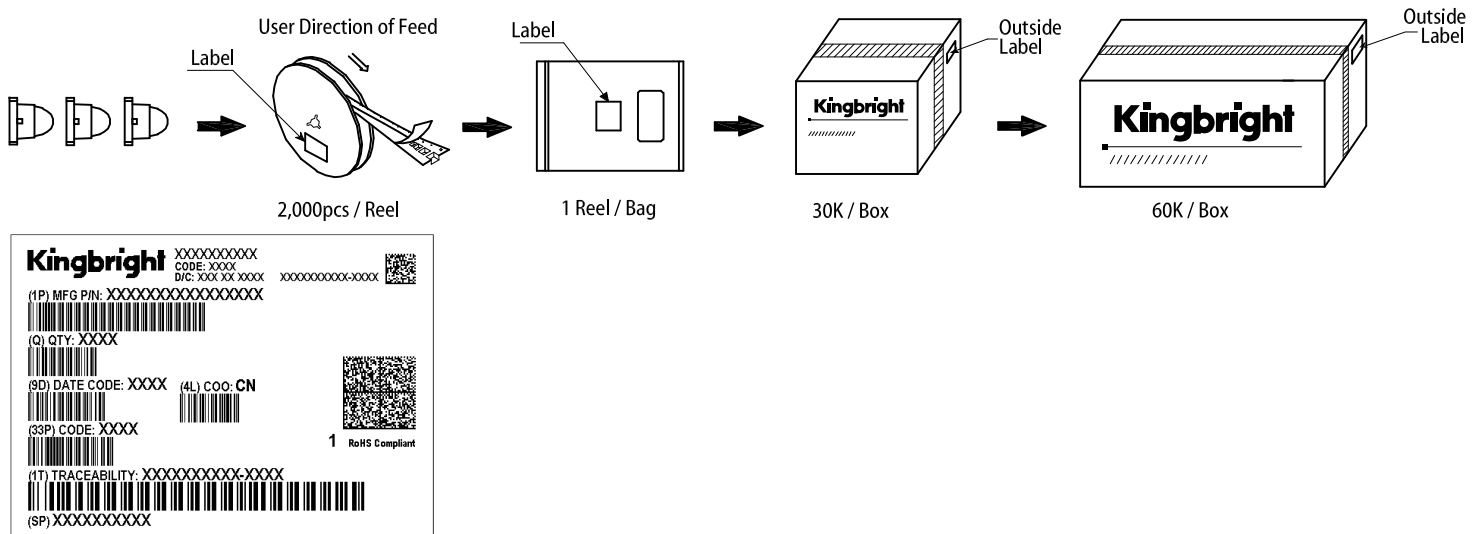 User Direction of Feed
Label
Label
Outside
Label
Outside
Label
Kingbright
Kingbright
2,000pcs / Reel
1 Reel / Bag
30K / Box
60K / Box
Kingbright
XXXXXXXXXX
CODE: XXXX
D/C: XXX XX XXXX
XXXXXXXXXX-XXXX
(1P) MFG P/N: XXXXXXXXXXXXXXXX
(Q) QTY: XXXX
(9D) DATE CODE: XXXX
(4L) COO: CN
(33P) CODE: XXXX
1 RoHS Compliant
(1T) TRACEABILITY: XXXXXXXXXX-XXXX
(SP) XXXXXXXXXX